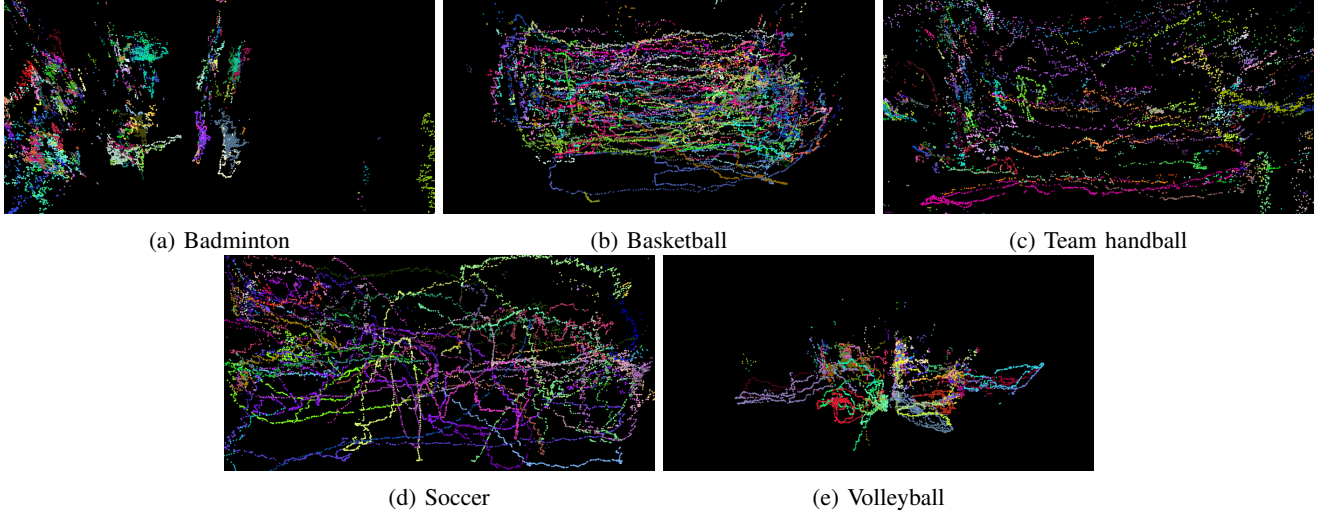 (a) Badminton
(b) Basketball
(c) Team handball
(d) Soccer
(e) Volleyball